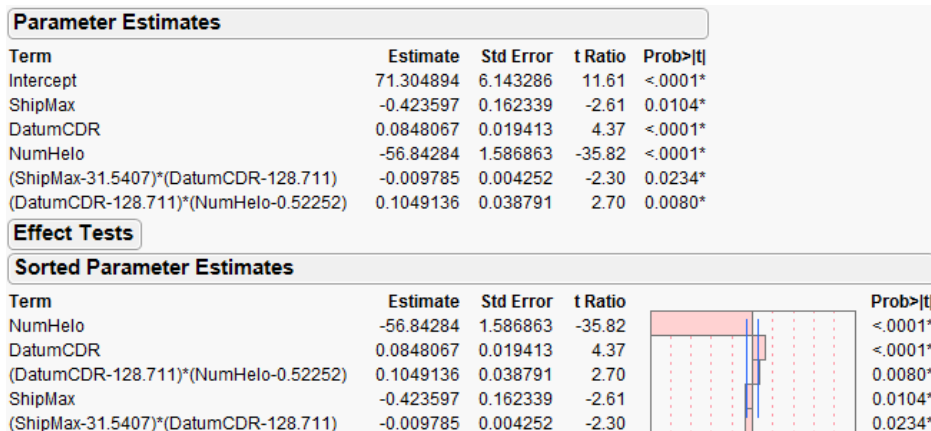 Parameter Estimates
Term Estimate Std Error t Ratio Prob>|t|
Intercept 71.304894 6.143286 11.61 <.0001*
ShipMax -0.423597 0.162339 -2.61 0.0104*
DatumCDR 0.0848067 0.019413 4.37 <.0001*
NumHelo -56.84284 1.586863 -35.82 <.0001*
(ShipMax-31.5407)*(DatumCDR-128.711) -0.009785 0.004252 -2.30 0.0234*
(DatumCDR-128.711)*(NumHelo-0.52252) 0.1049136 0.038791 2.70 0.0080*
Effect Tests
Sorted Parameter Estimates
Term Estimate Std Error t Ratio Prob>|t|
NumHelo -56.84284 1.586863 -35.82 <.0001*
DatumCDR 0.0848067 0.019413 4.37 <.0001*
(DatumCDR-128.711)*(NumHelo-0.52252) 0.1049136 0.038791 2.70 0.0080*
ShipMax -0.423597 0.162339 -2.61 0.0104*
(ShipMax-31.5407)*(DatumCDR-128.711) -0.009785 0.004252 -2.30 0.0234*